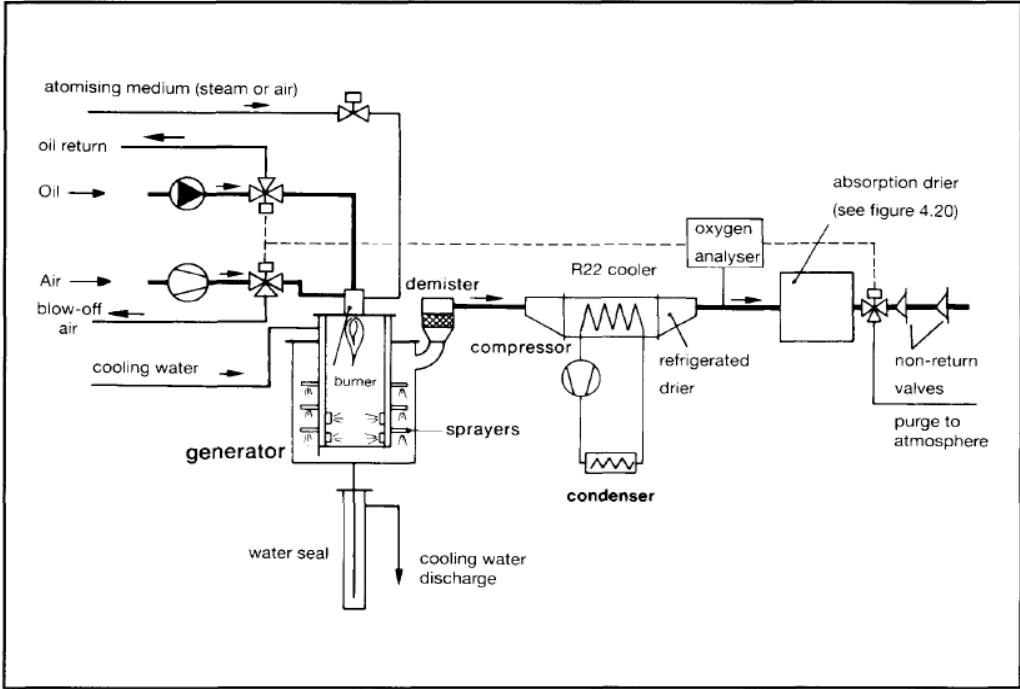 atomising medium (steam or air)
oil return
Oil
Air
blow-off
air
cooling water
burner
generator
sprayers
water seal
cooling water
discharge
demister
compressor
R22 cooler
refrigerated
drier
condenser
oxygen
analyser
absorption drier
(see figure 4.20)
non-return
valves
purge to
atmosphere